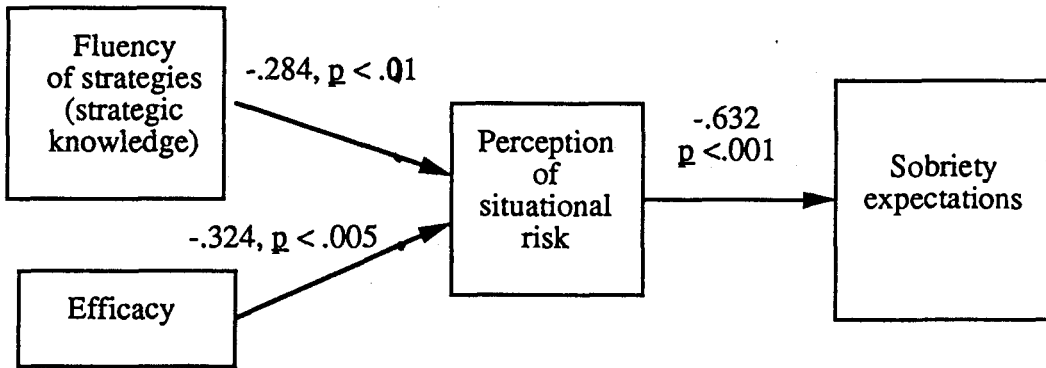 Fluency
of strategies
(strategic
knowledge)
-.284, p < .01
Perception
of
situational
risk
-.632
p <.001
Sobriety
expectations
-.324, p < .005
Efficacy